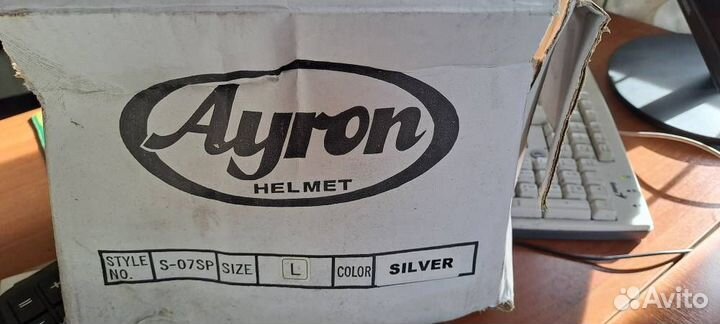 Ayron
HELMET
STYLE NO. S-07SP SIZE L COLOR SILVER
Avito